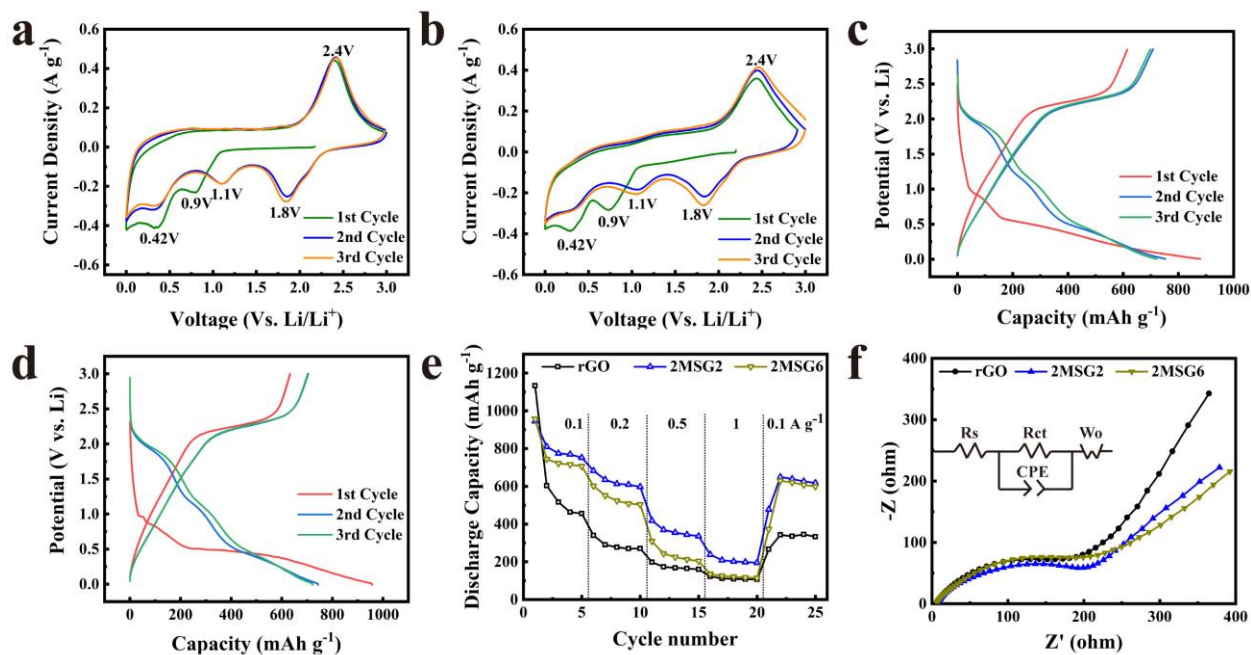 a
Current Density (A g⁻¹)
0.6
0.4
0.2
0.0
-0.2
-0.4
-0.6
2.4V
0.42V
0.9V
1.1V
1.8V
1st Cycle
2nd Cycle
3rd Cycle
0.0 0.5 1.0 1.5 2.0 2.5 3.0
Voltage (Vs. Li/Li⁺)
b
Current Density (A g⁻¹)
0.6
0.4
0.2
0.0
-0.2
-0.4
-0.6
2.4V
0.42V
0.9V
1.1V
1.8V
1st Cycle
2nd Cycle
3rd Cycle
0.0 0.5 1.0 1.5 2.0 2.5 3.0
Voltage (Vs. Li/Li⁺)
c
Potential (V vs. Li)
3.0
2.5
2.0
1.5
1.0
0.5
0.0
1st Cycle
2nd Cycle
3rd Cycle
0 200 400 600 800 1000
Capacity (mAh g⁻¹)
d
Potential (V vs. Li)
3.0
2.5
2.0
1.5
1.0
0.5
0.0
1st Cycle
2nd Cycle
3rd Cycle
0 200 400 600 800 1000
Capacity (mAh g⁻¹)
e
rGO 2MSG2 2MSG6
Discharge Capacity (mAh g⁻¹)
1200
1000
800
600
400
200
0
0.1 0.2 0.5 1 0.1 A g⁻¹
0 5 10 15 20 25
Cycle number
f
rGO 2MSG2 2MSG6
-Z (ohm)
400
300
200
100
0
Rs Rct Wo
CPE
0 100 200 300 400
Z' (ohm)